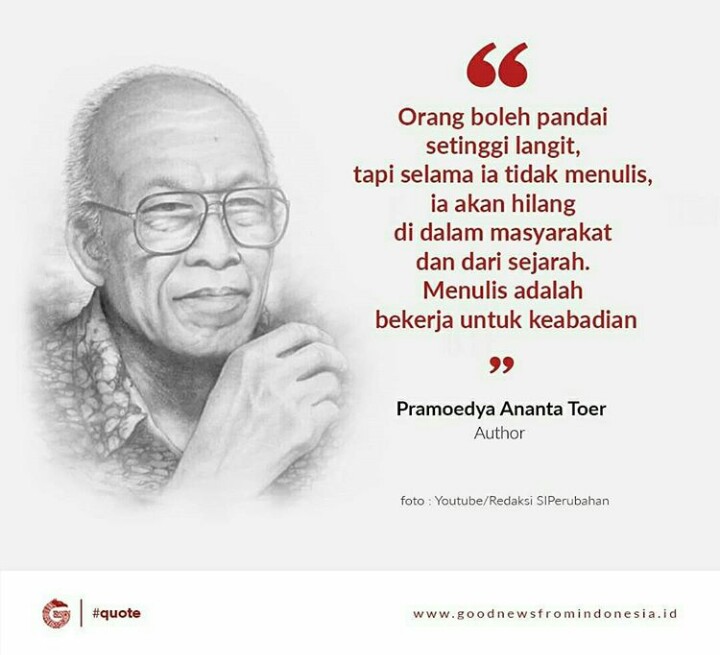 “
Orang boleh pandai
setinggi langit,
tapi selama ia tidak menulis,
ia akan hilang
di dalam masyarakat
dan dari sejarah.
Menulis adalah
bekerja untuk keabadian
”
Pramoedya Ananta Toer
Author
foto : Youtube/Redaksi SIPerubahan
#quote
www.goodnewsfromindonesia.id